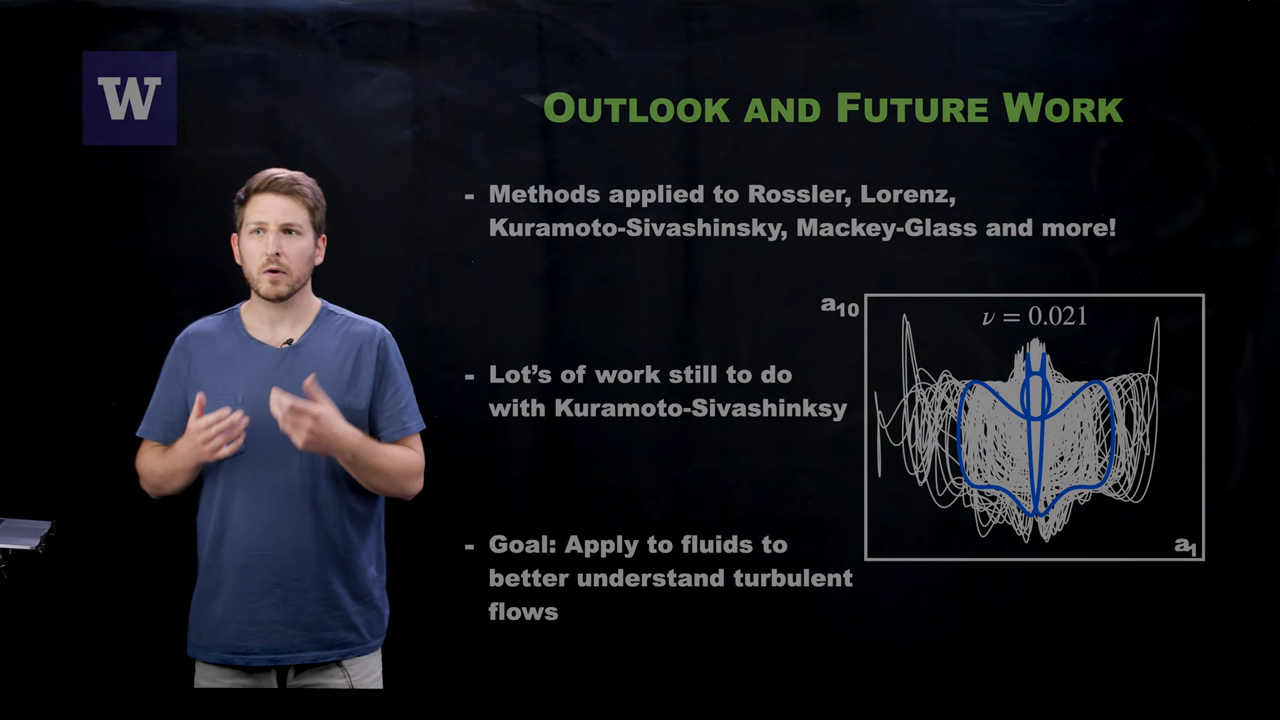 W
OUTLOOK AND FUTURE WORK
- Methods applied to Rossler, Lorenz,
Kuramoto-Sivashinsky, Mackey-Glass and more!
a10
ν = 0.021
- Lot's of work still to do
with Kuramoto-Sivashinksy
a1
- Goal: Apply to fluids to
better understand turbulent
flows